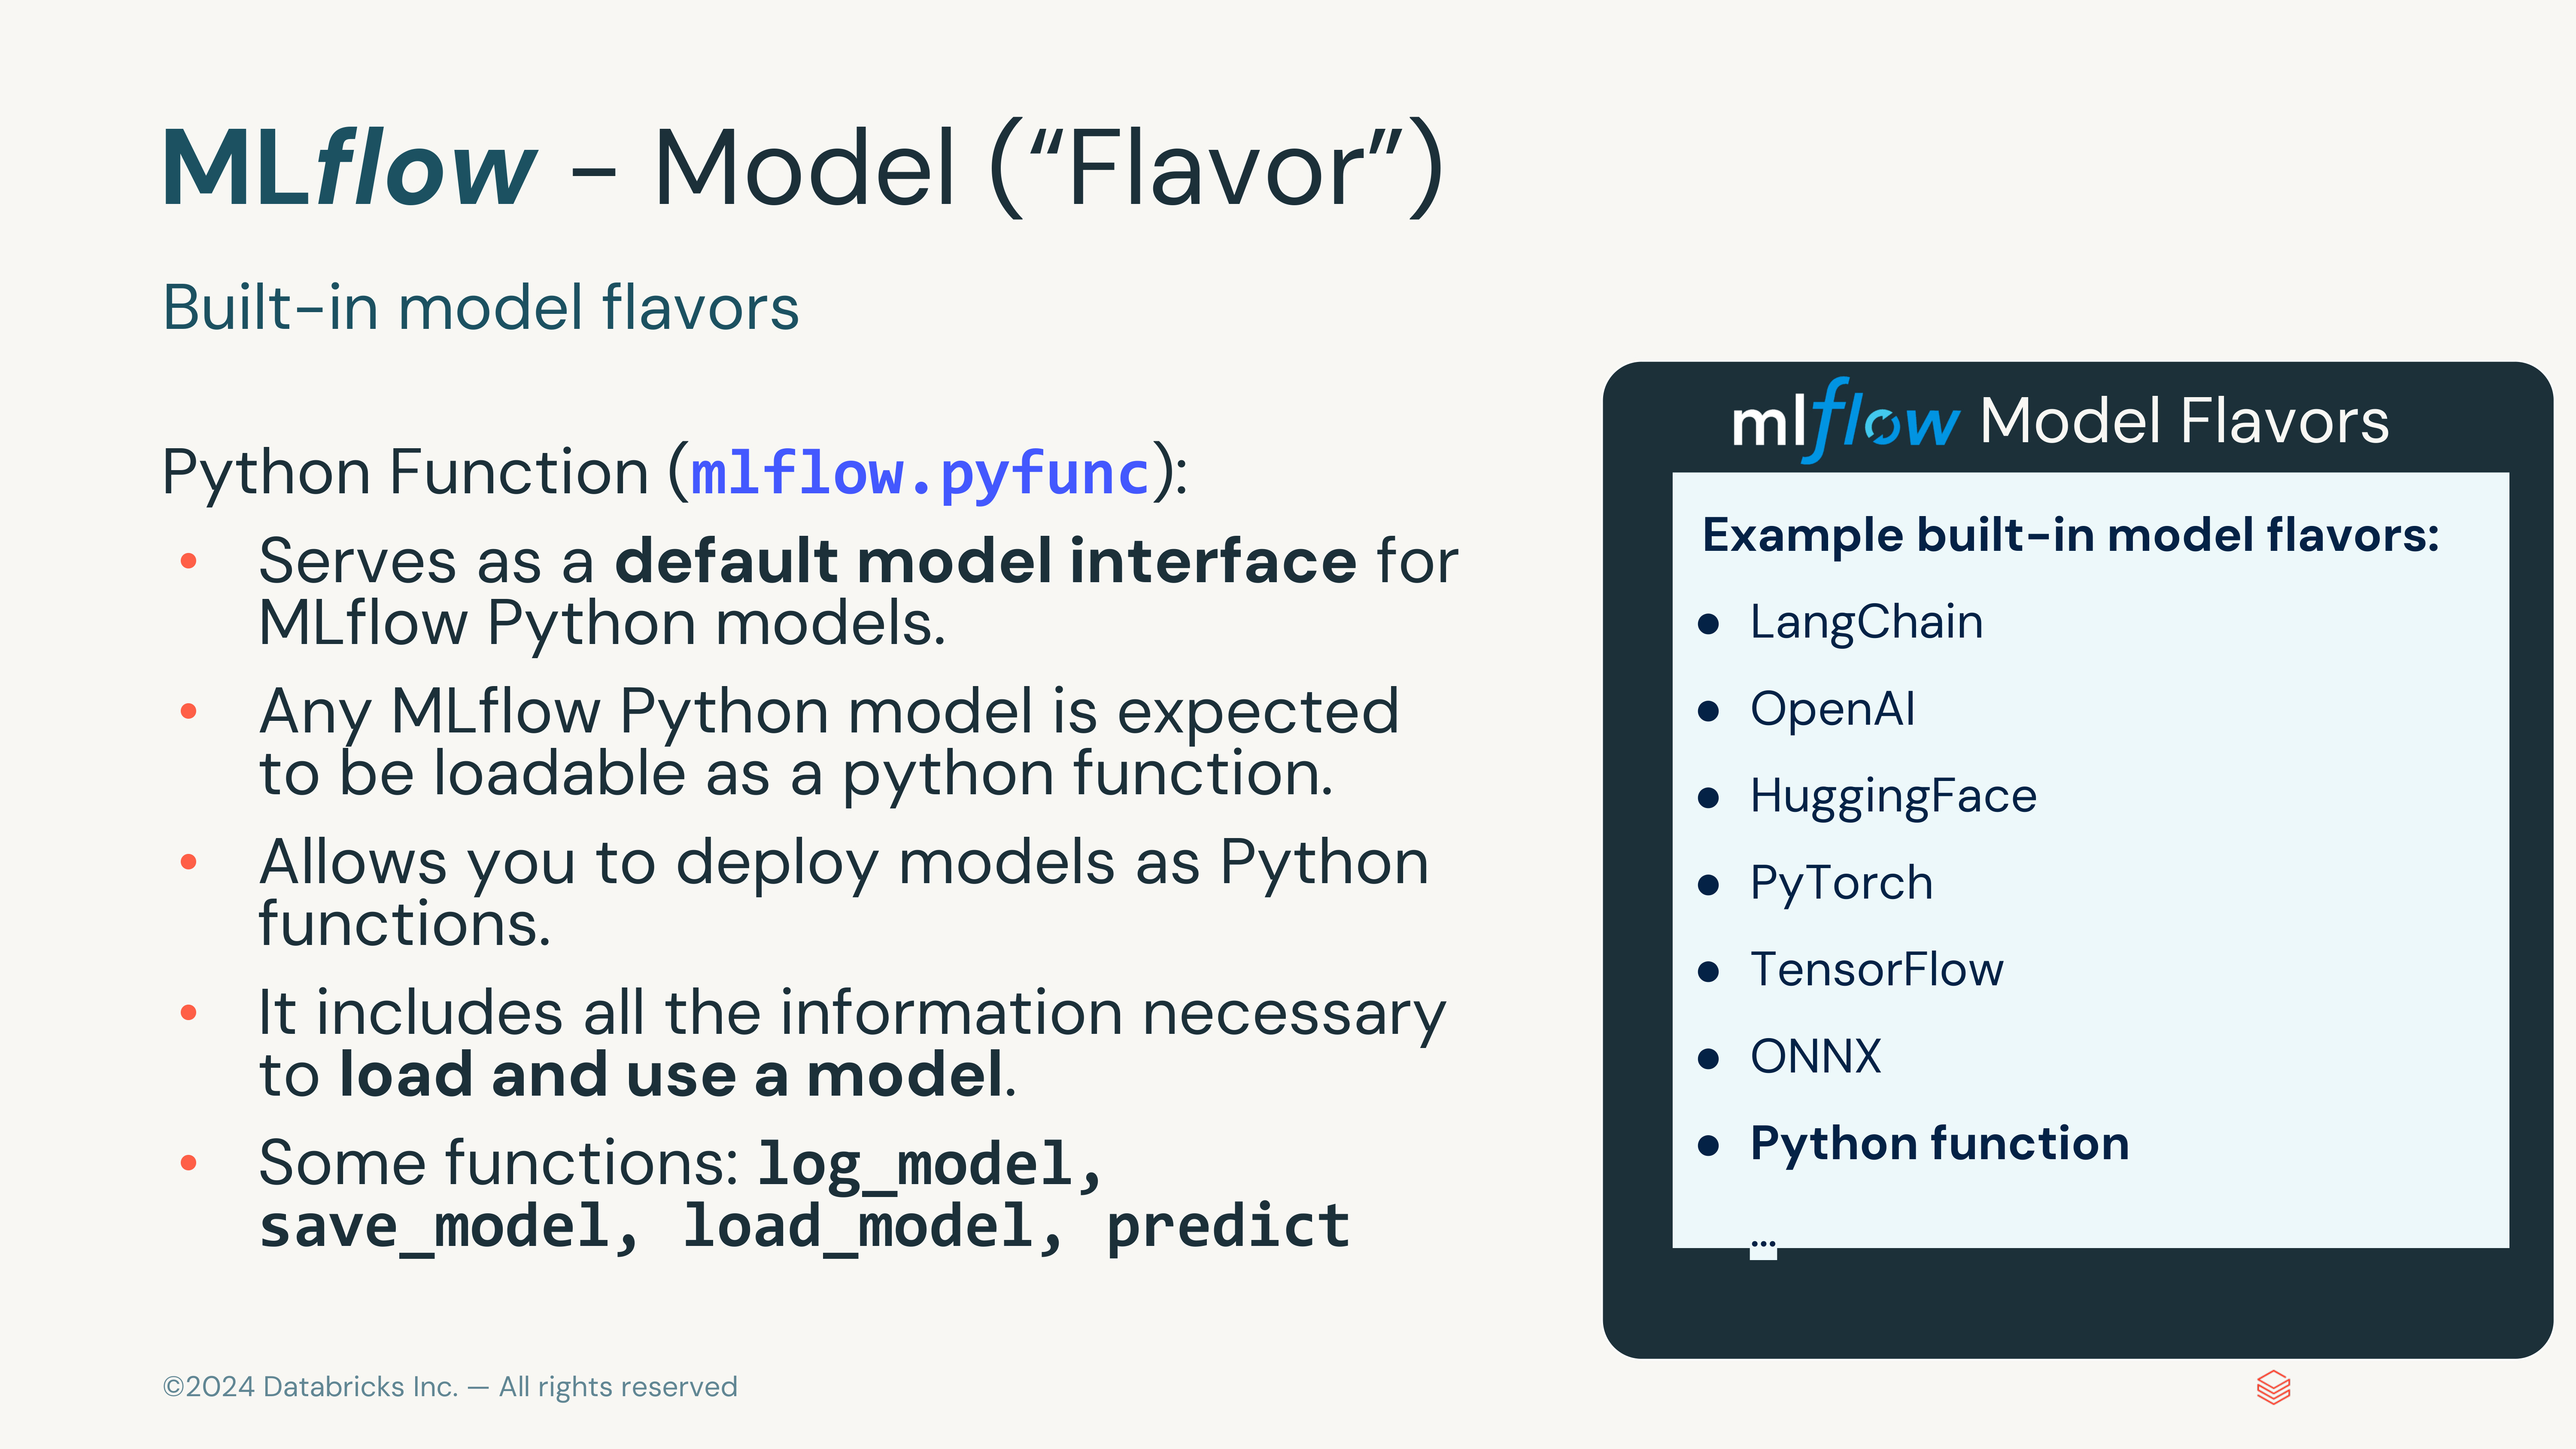 MLflow - Model (“Flavor”)
Built-in model flavors
Python Function (mlflow.pyfunc):
• Serves as a default model interface for
MLflow Python models.
• Any MLflow Python model is expected
to be loadable as a python function.
• Allows you to deploy models as Python
functions.
• It includes all the information necessary
to load and use a model.
• Some functions: log_model,
save_model, load_model, predict
mlflow Model Flavors
Example built-in model flavors:
● LangChain
● OpenAI
● HuggingFace
● PyTorch
● TensorFlow
● ONNX
● Python function
...
©2024 Databricks Inc. — All rights reserved